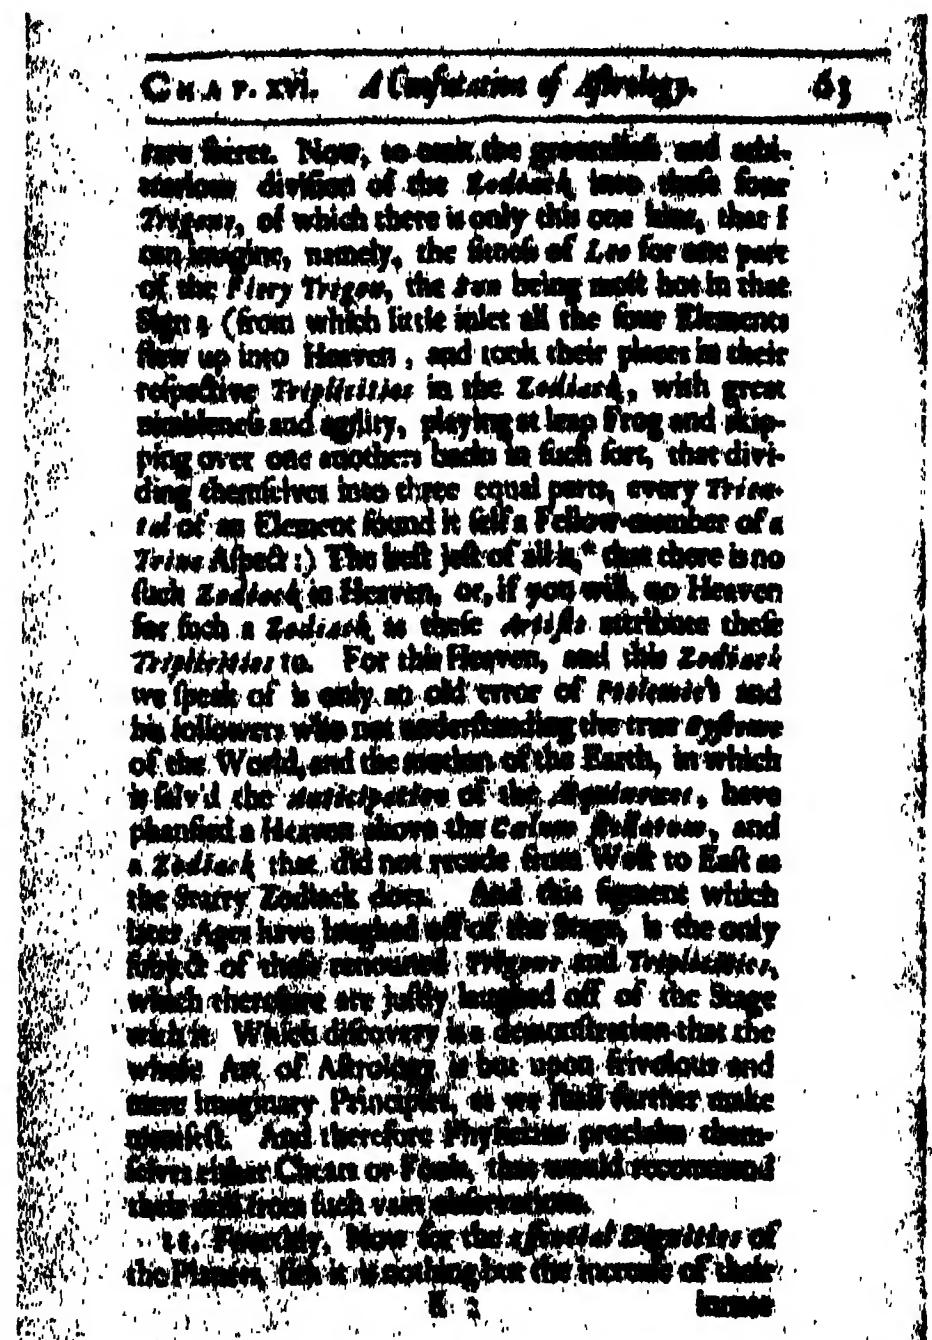 CHAP. XVI. A Confutation of Astrology. 63
Now, to omit the groundless and arbi-
trarious division of the Zodiack into these four
Trigons, of which there is only this one hint, that I
can imagine, namely, the fitness of Leo for one part
of the Fiery Trigon, the Sun being most hot in that
Sign; (from which little inlet all the four Elements
flew up into Heaven, and took their places in their
respective Triplicities in the Zodiack, with great
nimbleness and agility, playing at leap Frog and skip-
ping over one anothers backs in such sort, that divi-
ding themselves into three equal parts, every Trien-
tal of an Element found it self a Fellow-member of a
Trine Aspect:) The best jest of all is,* that there is no
such Zodiack in Heaven, or, if you will, no Heaven
for such a Zodiack as these Artists attribute these
Triplicities to. For this Heaven, and this Zodiack
we speak of is only an old error of Ptolemie's and
his followers who not understanding the true Systeme
of the World, and the motion of the Earth, in which
is salv'd the Anticipation of the Æquinoxes, have
phansied a Heaven above the Cœlum Stellatum, and
a Zodiack that did not recede from West to East as
the Starry Zodiack does. And this figment which
later Ages have laughed off of the Stage, is the only
subject of these renouned Trigons and Triplicities,
which therefore are justly laughed off of the Stage
with it. Which discovery is a demonstration that the
whole Art of Astrology is but upon frivolous and
mere imaginary Principles, as we shall further make
manifest. And therefore Physicians proclaim them-
selves either Cheats or Fools, that would recommend
their skill from such vain observations.
11. Fourthly, Now for the essential Dignities of
the Planets, sith it is nothing but the increase of their
K 2 innate